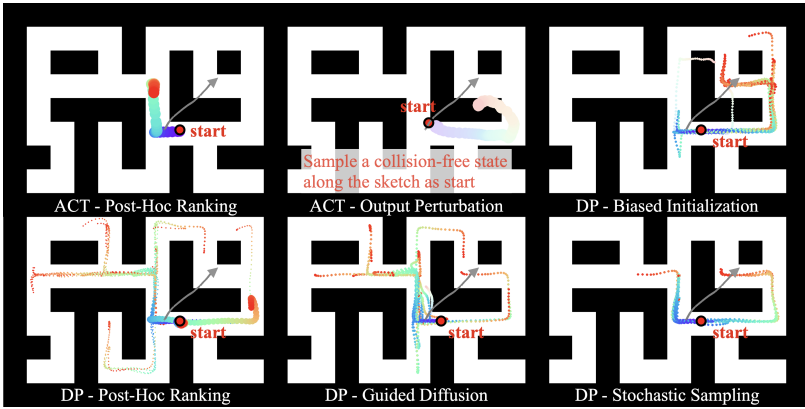 start
start
start
Sample a collision-free state
along the sketch as start
ACT - Post-Hoc Ranking
ACT - Output Perturbation
DP - Biased Initialization
start
start
start
DP - Post-Hoc Ranking
DP - Guided Diffusion
DP - Stochastic Sampling